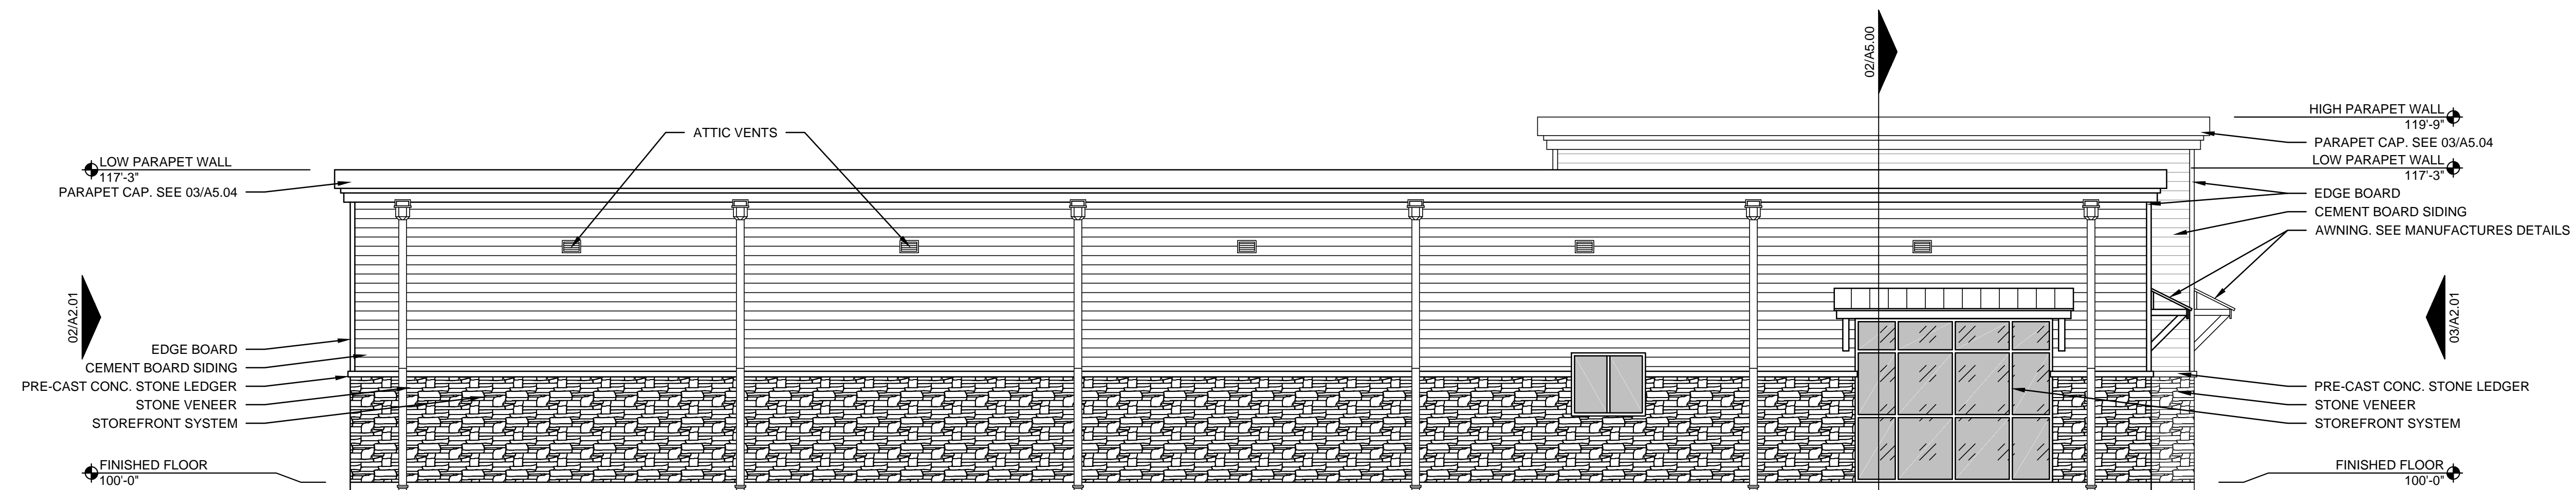 02/A5.00
ATTIC VENTS
LOW PARAPET WALL
117'-3"
PARAPET CAP. SEE 03/A5.04
02/A2.01
EDGE BOARD
CEMENT BOARD SIDING
PRE-CAST CONC. STONE LEDGER
STONE VENEER
STOREFRONT SYSTEM
FINISHED FLOOR
100'-0"
HIGH PARAPET WALL
119'-9"
PARAPET CAP. SEE 03/A5.04
LOW PARAPET WALL
117'-3"
EDGE BOARD
CEMENT BOARD SIDING
AWNING. SEE MANUFACTURES DETAILS
03/A2.01
PRE-CAST CONC. STONE LEDGER
STONE VENEER
STOREFRONT SYSTEM
FINISHED FLOOR
100'-0"